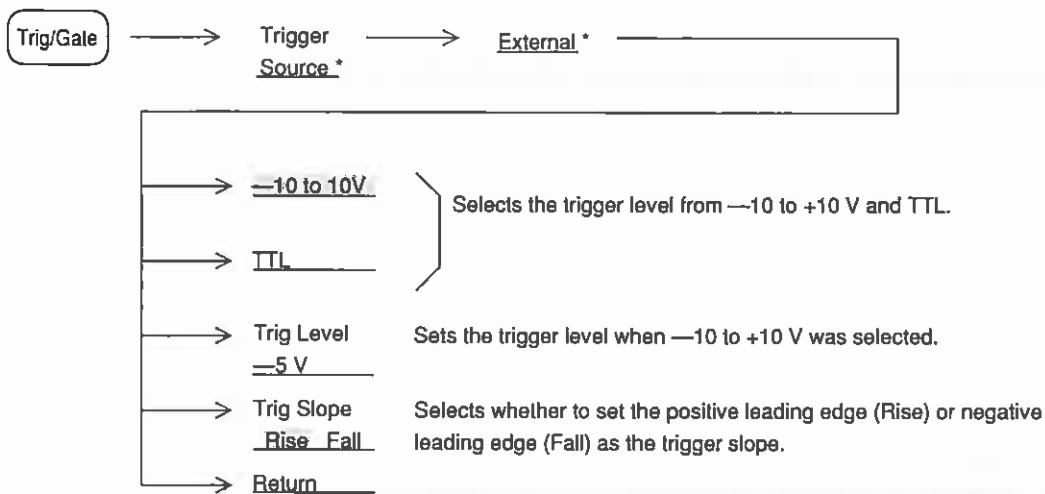 Trig/Gale
Trigger
Source *
External *
—10 to 10V
Selects the trigger level from —10 to +10 V and TTL.
TTL
Trig Level
—5 V
Sets the trigger level when —10 to +10 V was selected.
Trig Slope
Rise Fall
Selects whether to set the positive leading edge (Rise) or negative
leading edge (Fall) as the trigger slope.
Return